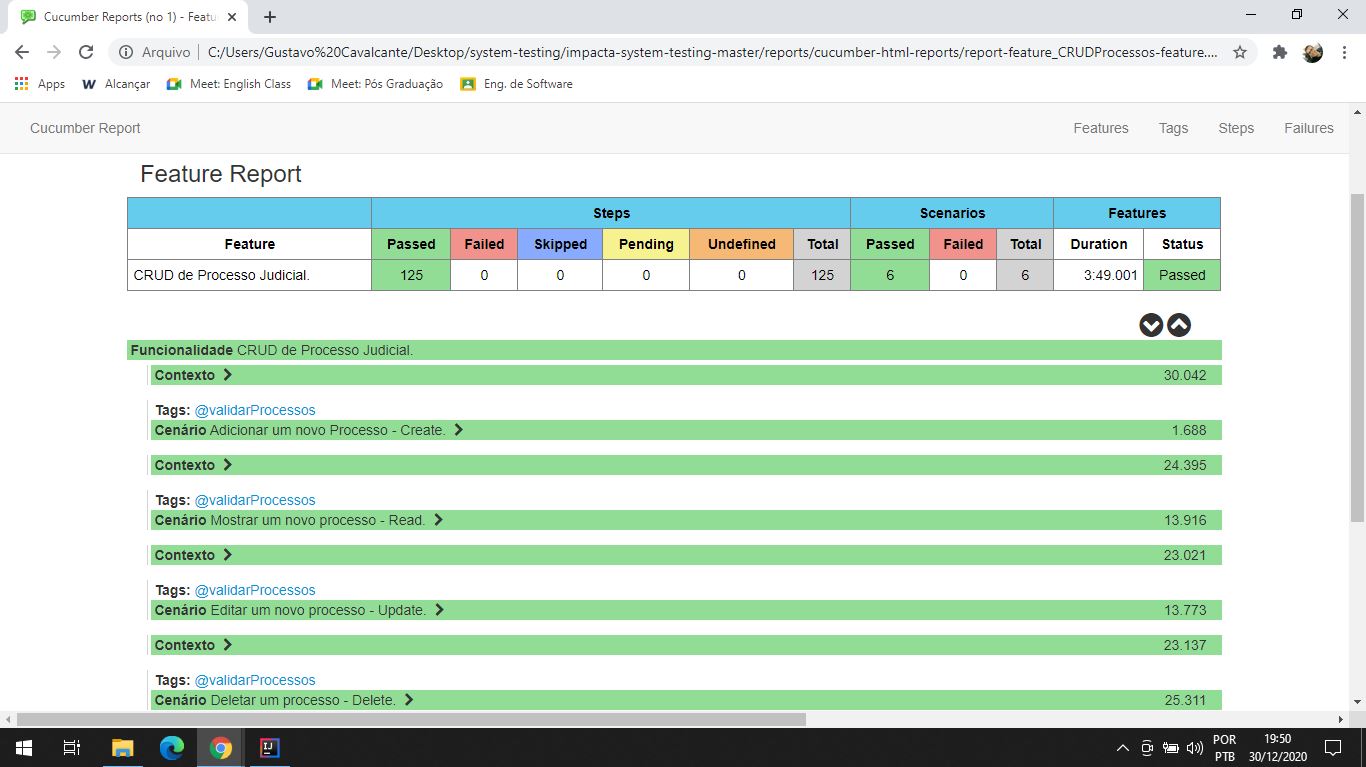 Cucumber Reports (no 1) - Featu
Arquivo | C:/Users/Gustavo%20Cavalcante/Desktop/system-testing/impacta-system-testing-master/reports/cucumber-html-reports/report-feature_CRUDProcessos-feature....
Apps Alcançar Meet: English Class Meet: Pós Graduação Eng. de Software
Cucumber Report Features Tags Steps Failures
Feature Report
Steps Scenarios Features
Feature Passed Failed Skipped Pending Undefined Total Passed Failed Total Duration Status
CRUD de Processo Judicial. 125 0 0 0 0 125 6 0 6 3:49.001 Passed
Funcionalidade CRUD de Processo Judicial.
Contexto 30.042
Tags: @validarProcessos
Cenário Adicionar um novo Processo - Create. 1.688
Contexto 24.395
Tags: @validarProcessos
Cenário Mostrar um novo processo - Read. 13.916
Contexto 23.021
Tags: @validarProcessos
Cenário Editar um novo processo - Update. 13.773
Contexto 23.137
Tags: @validarProcessos
Cenário Deletar um processo - Delete. 25.311
POR 19:50
PTB 30/12/2020